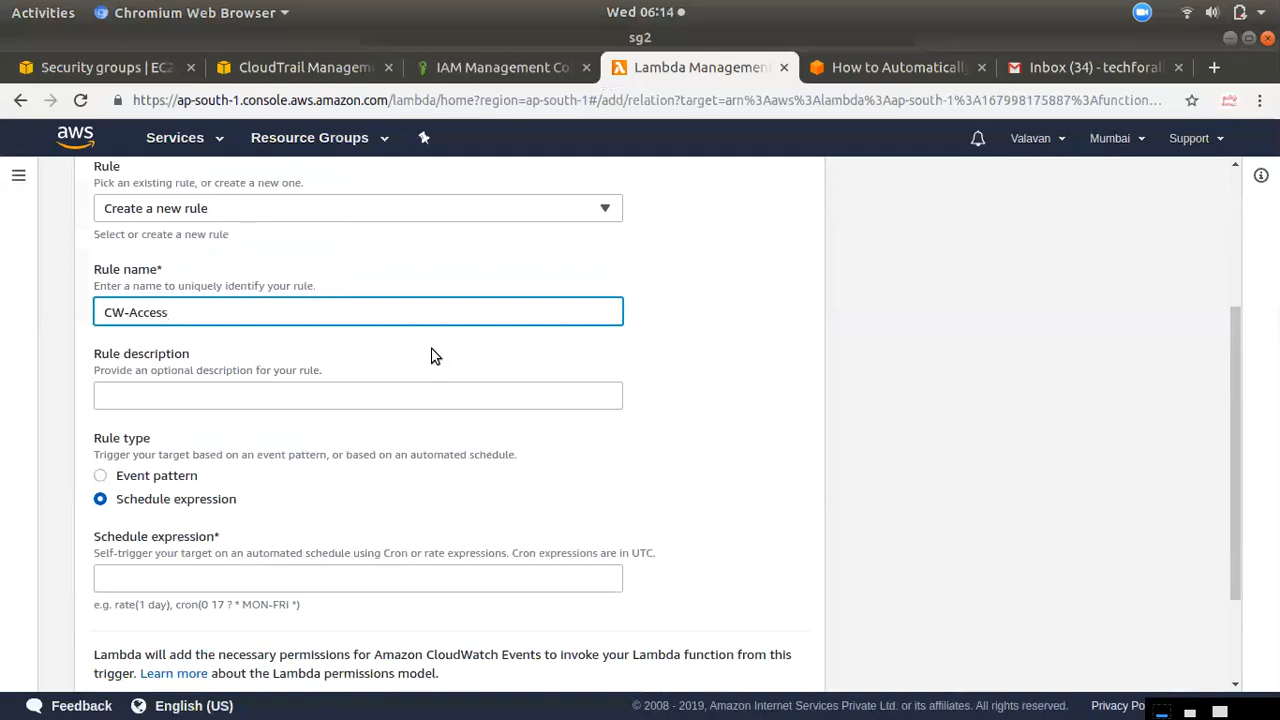 Activities
Chromium Web Browser
Wed 06:14
sg2
Security groups | EC2
CloudTrail Managem
IAM Management Co
Lambda Management
How to Automatically
Inbox (34) - techforall
https://ap-south-1.console.aws.amazon.com/lambda/home?region=ap-south-1#/add/relation?target=arn%3Aaws%3Alambda%3Aap-south-1%3A167998175887%3Afunction...
aws
Services
Resource Groups
Valavan
Mumbai
Support
Rule
Pick an existing rule, or create a new one.
Create a new rule
Select or create a new rule
Rule name*
Enter a name to uniquely identify your rule.
CW-Access
Rule description
Provide an optional description for your rule.
Rule type
Trigger your target based on an event pattern, or based on an automated schedule.
Event pattern
Schedule expression
Schedule expression*
Self-trigger your target on an automated schedule using Cron or rate expressions. Cron expressions are in UTC.
e.g. rate(1 day), cron(0 17 ? * MON-FRI *)
Lambda will add the necessary permissions for Amazon CloudWatch Events to invoke your Lambda function from this
trigger. Learn more about the Lambda permissions model.
Feedback
English (US)
© 2008 - 2019, Amazon Internet Services Private Ltd. or its affiliates. All rights reserved.
Privacy Po